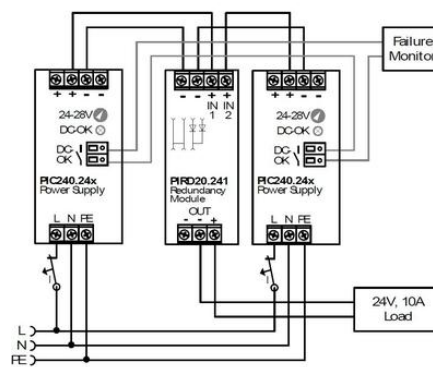 + + - -
- - + +
IN IN
1 2
+ + - -
Failure
Monitor
24-28V
DC-OK
DC-
OK
PIC240.24x
Power Supply
L N PE
PIRD20.241
Redundancy
Module
OUT
- - +
24-28V
DC-OK
DC-
OK
PIC240.24x
Power Supply
L N PE
24V, 10A
Load
L
N
PE